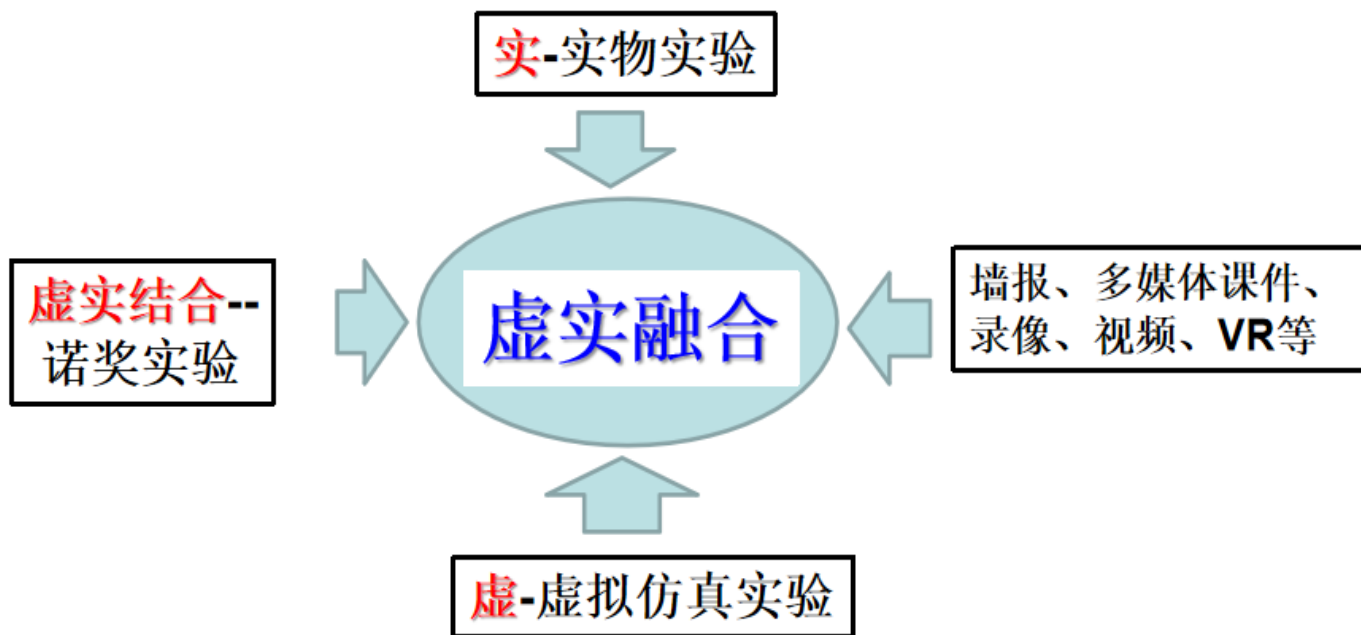 实-实物实验
虚实结合--
诺奖实验
虚实融合
墙报、多媒体课件、
录像、视频、VR等
虚-虚拟仿真实验